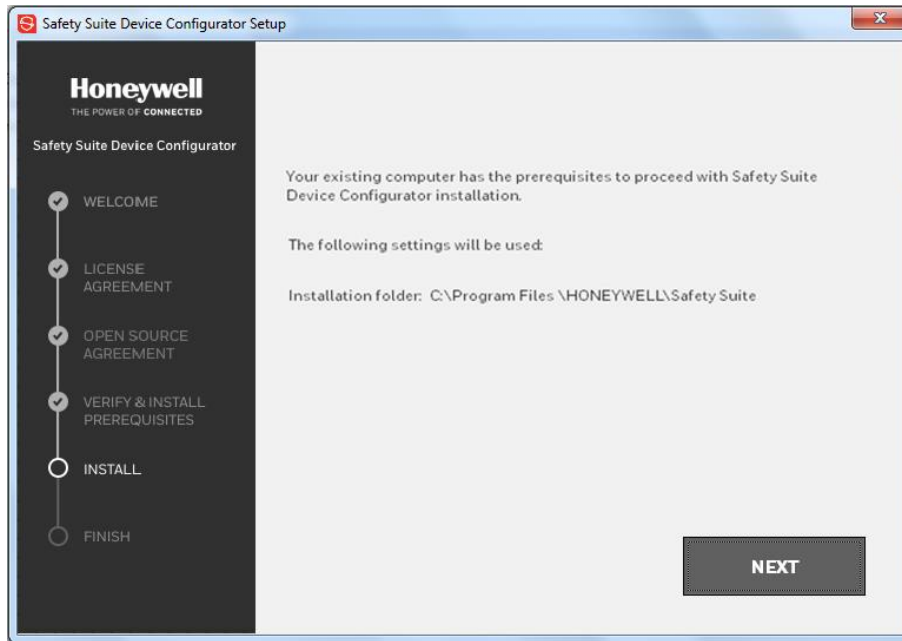 Safety Suite Device Configurator Setup
Honeywell
THE POWER OF CONNECTED
Safety Suite Device Configurator
WELCOME
LICENSE
AGREEMENT
OPEN SOURCE
AGREEMENT
VERIFY & INSTALL
PREREQUISITES
INSTALL
FINISH
Your existing computer has the prerequisites to proceed with Safety Suite
Device Configurator installation.
The following settings will be used:
Installation folder: C:\Program Files \HONEYWELL\Safety Suite
NEXT